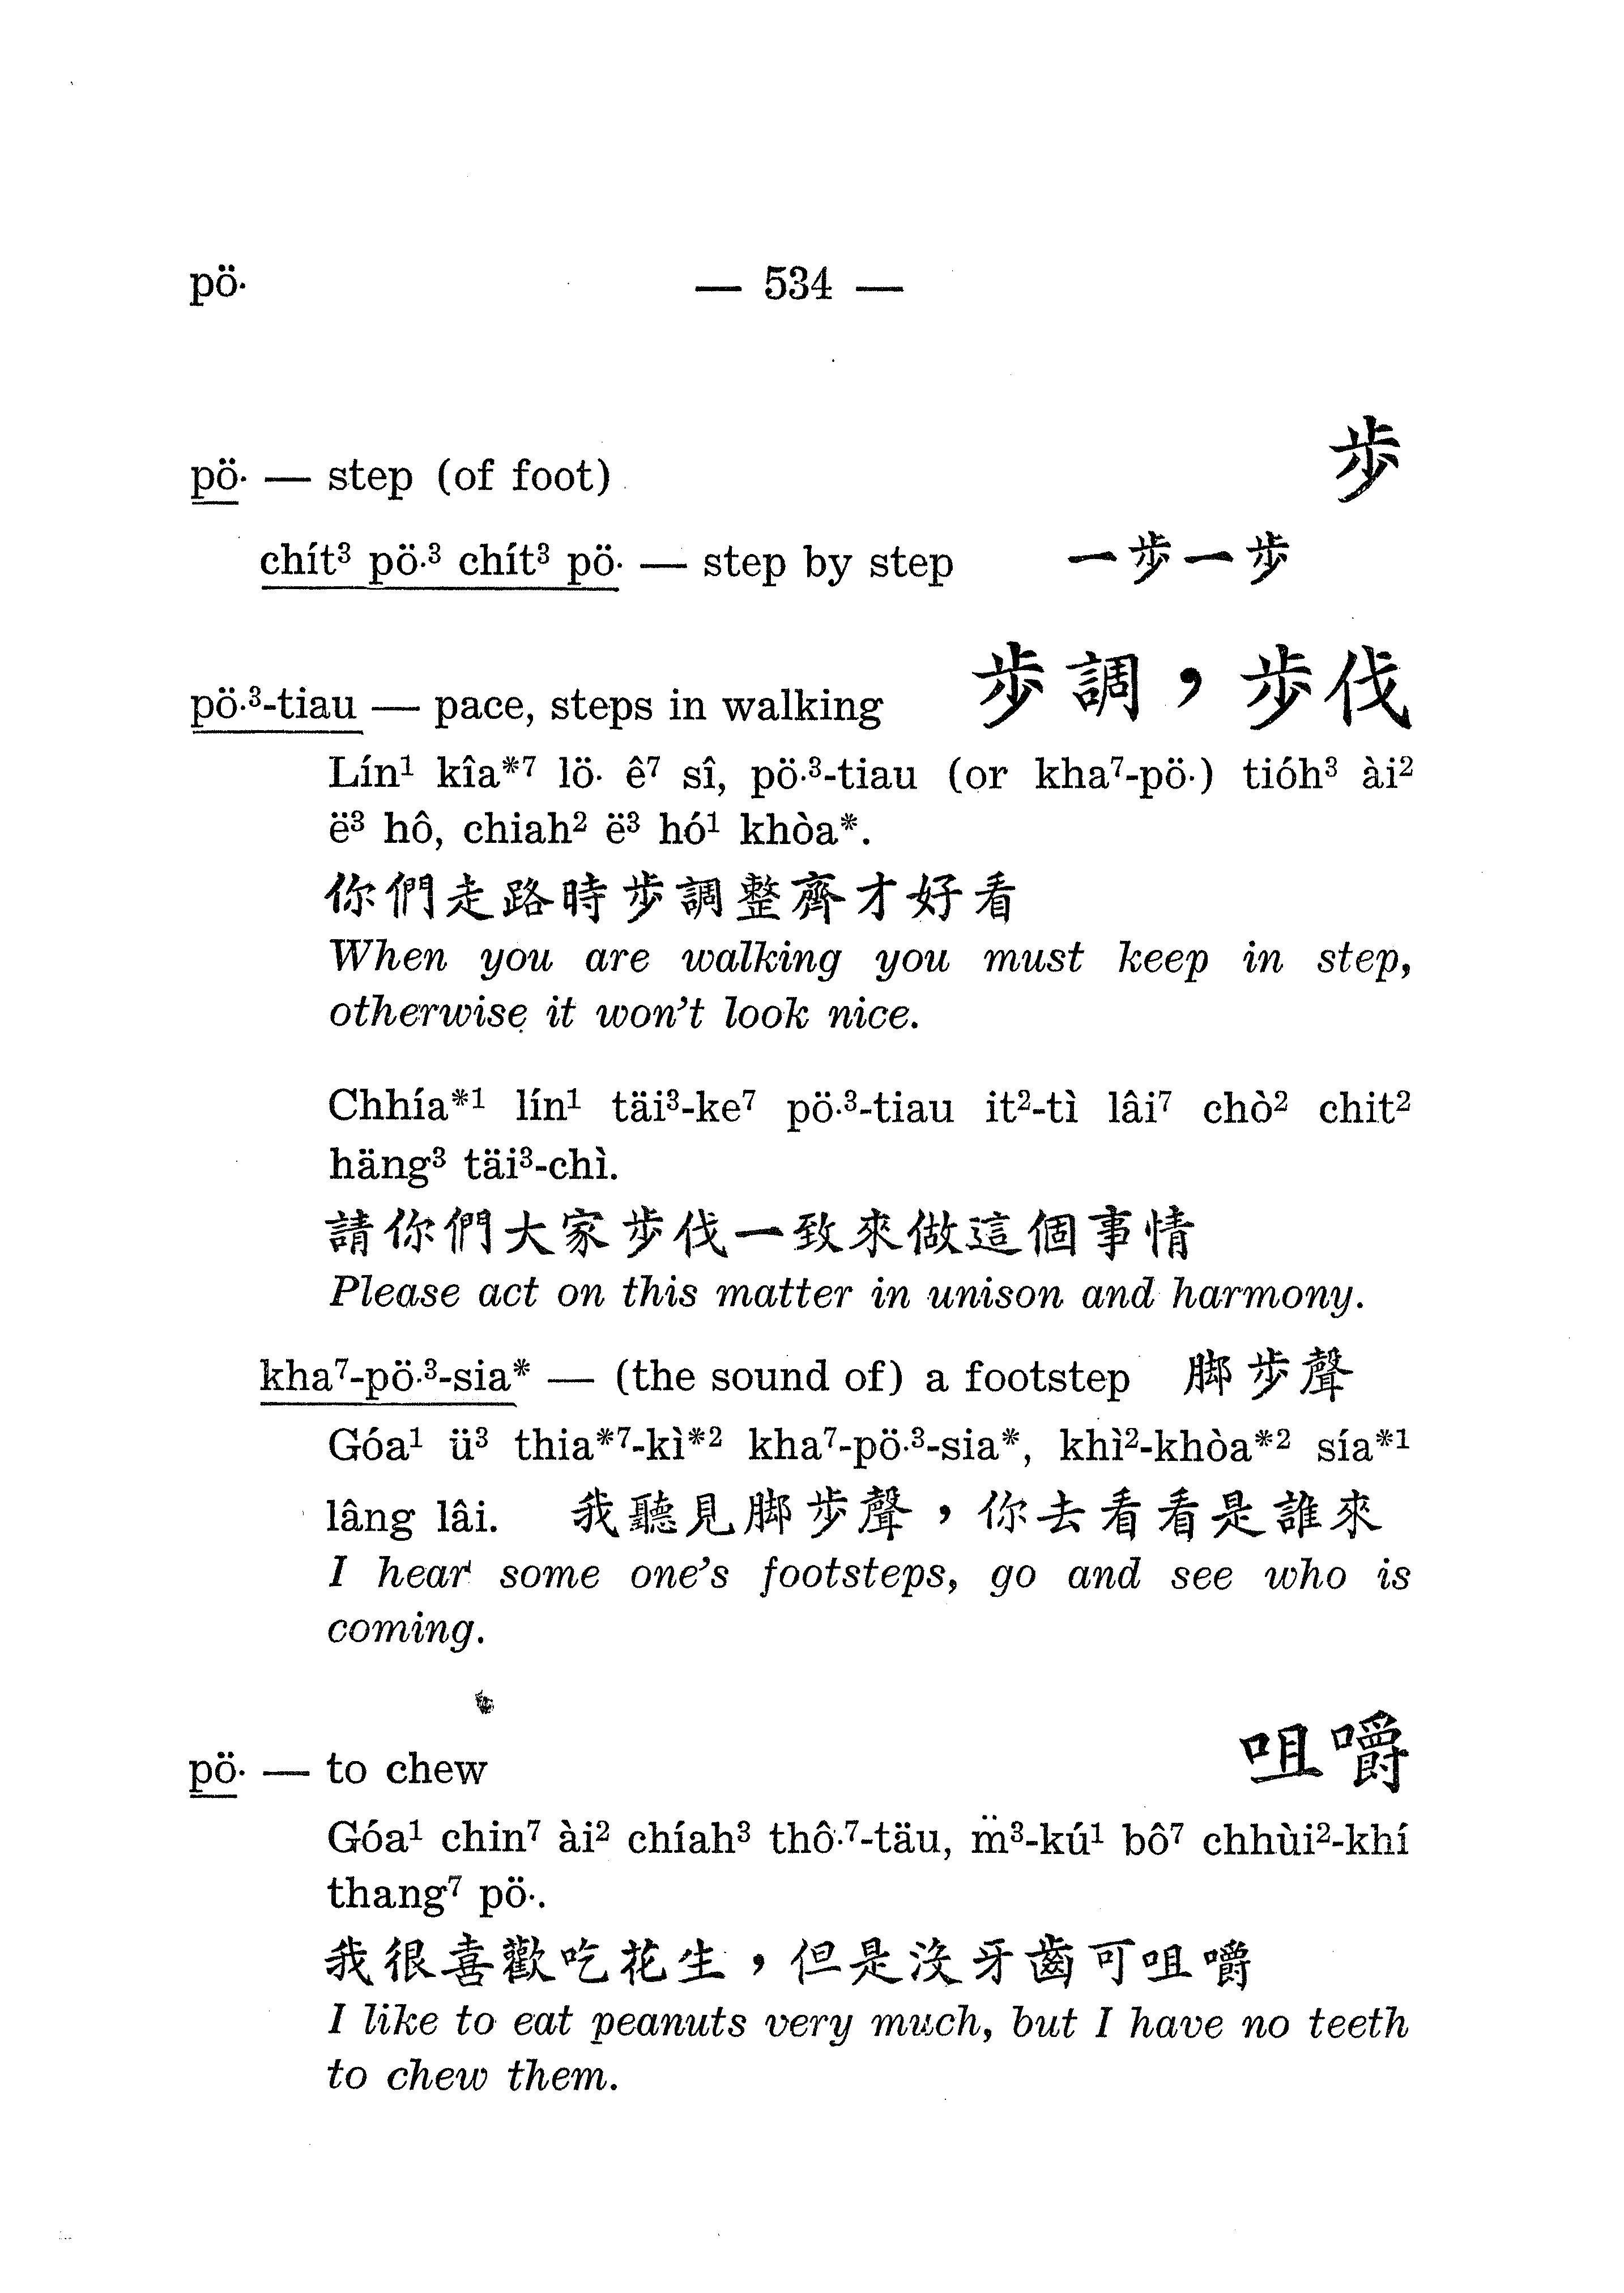 pö· — 534 —
pö· — step (of foot) 步
chít³ pö·³ chít³ pö· — step by step 一步一步
pö·³-tiau — pace, steps in walking 步調，步伐
Lín¹ kîa*⁷ lö· ê⁷ sî, pö·³-tiau (or kha⁷-pö·) tióh³ ài²
ë³ hô, chiah² ë³ hó¹ khòa*.
你們走路時步調整齊才好看
When you are walking you must keep in step,
otherwise it won't look nice.
Chhía*¹ lín¹ täi³-ke⁷ pö·³-tiau it²-tì lâi⁷ chò² chit²
häng³ täi³-chì.
請你們大家步伐一致來做這個事情
Please act on this matter in unison and harmony.
kha⁷-pö·³-sia* — (the sound of) a footstep 脚步聲
Góa¹ ü³ thia*⁷-kì*² kha⁷-pö·³-sia*, khì²-khòa*² sía*¹
lâng lâi. 我聽見脚步聲，你去看看是誰來
I hear some one's footsteps, go and see who is
coming.
pö· — to chew 咀嚼
Góa¹ chin⁷ ài² chíah³ thô·⁷-täu, m̈³-kú¹ bô⁷ chhùi²-khí
thang⁷ pö·.
我很喜歡吃花生，但是沒牙齒可咀嚼
I like to eat peanuts very much, but I have no teeth
to chew them.